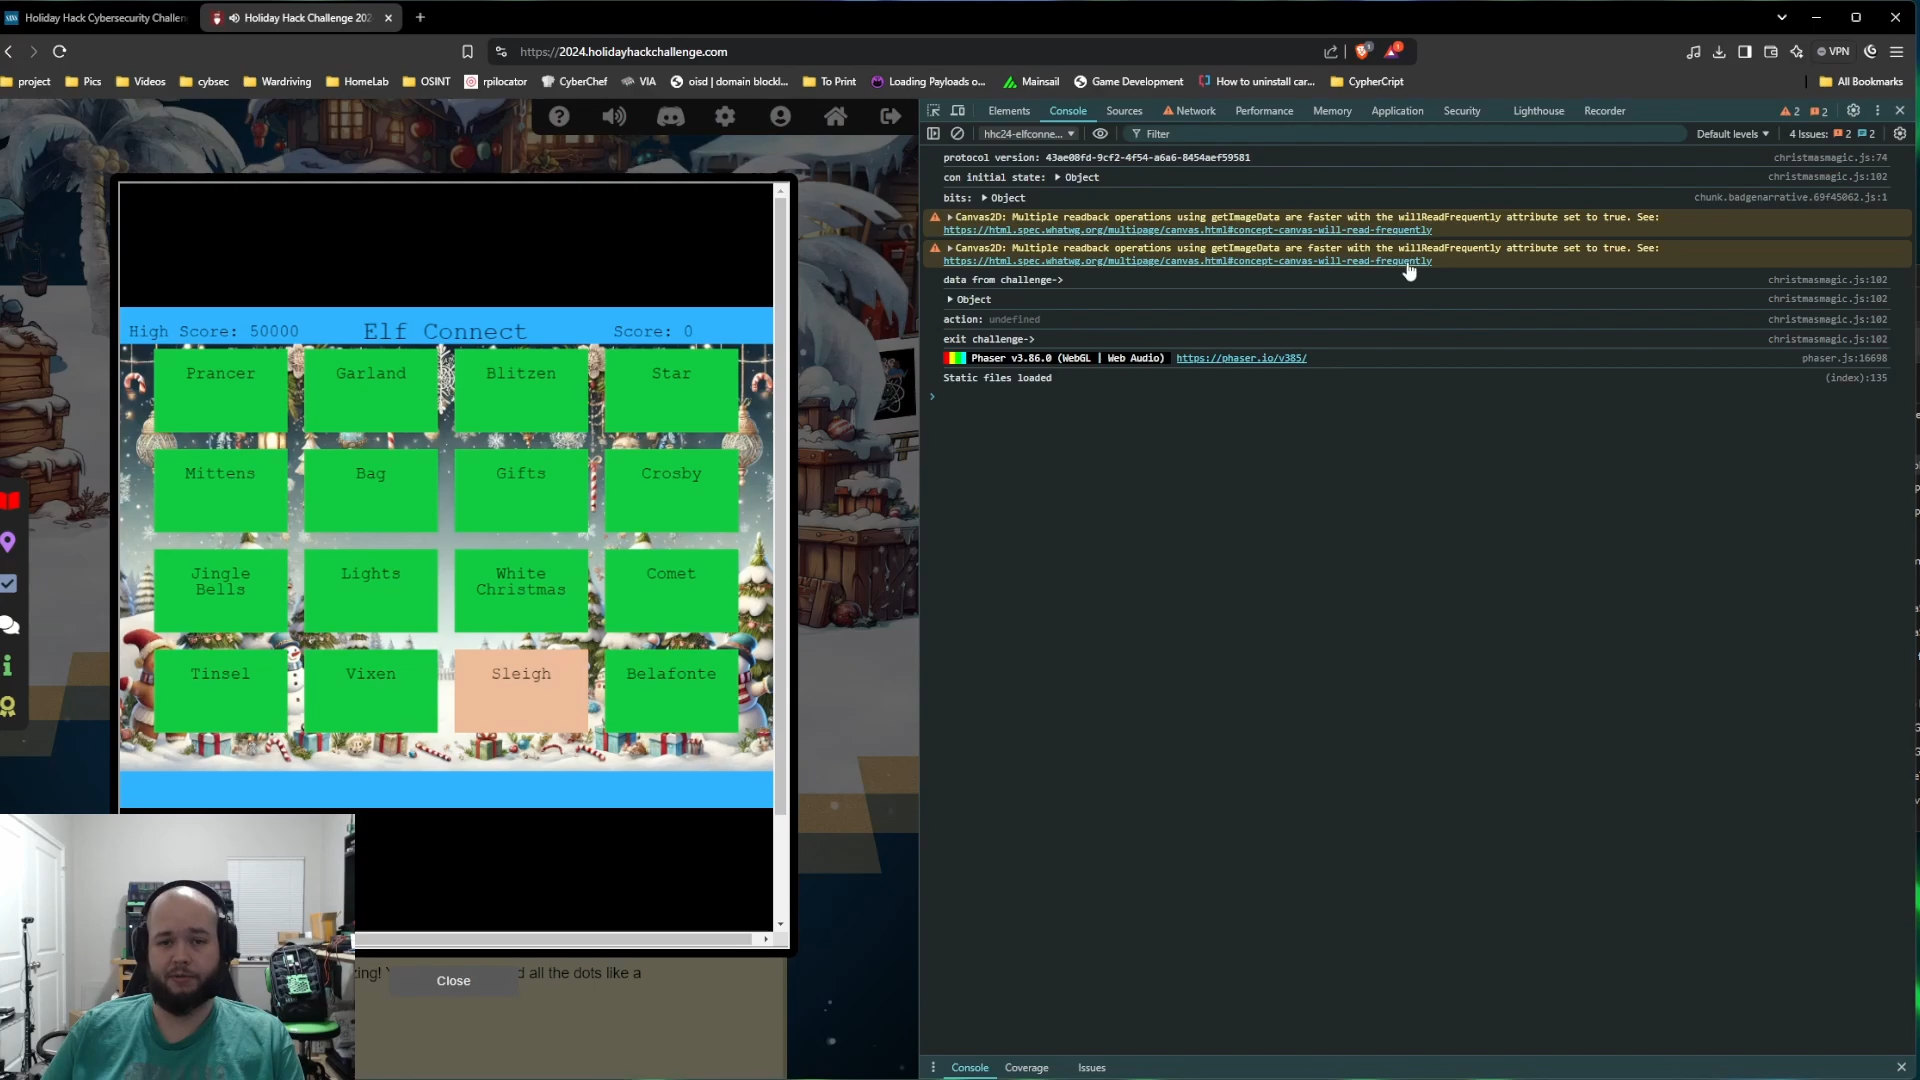 Holiday Hack Cybersecurity Challen
Holiday Hack Challenge 202
https://2024.holidayhackchallenge.com
VPN
project
Pics
Videos
cybsec
Wardriving
HomeLab
OSINT
rpilocator
CyberChef
VIA
oisd | domain blockl...
To Print
Loading Payloads o...
Mainsail
Game Development
How to uninstall car...
CypherCript
All Bookmarks
Elements
Console
Sources
Network
Performance
Memory
Application
Security
Lighthouse
Recorder
2
2
hhc24-elfconne...
Filter
Default levels
4 Issues:
2
2
protocol version: 43ae08fd-9cf2-4f54-a6a6-8454aef59581
christmasmagic.js:74
con initial state: Object
christmasmagic.js:102
bits: Object
chunk.badgenarrative.69f45062.js:1
Canvas2D: Multiple readback operations using getImageData are faster with the willReadFrequently attribute set to true. See:
https://html.spec.whatwg.org/multipage/canvas.html#concept-canvas-will-read-frequently
Canvas2D: Multiple readback operations using getImageData are faster with the willReadFrequently attribute set to true. See:
https://html.spec.whatwg.org/multipage/canvas.html#concept-canvas-will-read-frequently
data from challenge->
christmasmagic.js:102
Object
christmasmagic.js:102
action: undefined
christmasmagic.js:102
exit challenge->
christmasmagic.js:102
Phaser v3.86.0 (WebGL | Web Audio) https://phaser.io/v385/
phaser.js:16698
Static files loaded
(index):135
High Score: 50000
Elf Connect
Score: 0
Prancer
Garland
Blitzen
Star
Mittens
Bag
Gifts
Crosby
Jingle
Bells
Lights
White
Christmas
Comet
Tinsel
Vixen
Sleigh
Belafonte
zing!
d all the dots like a
Close
Console
Coverage
Issues